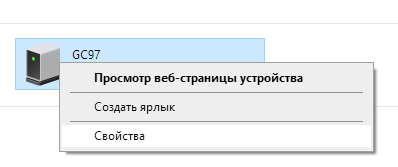 GC97
Просмотр веб-страницы устройства
Создать ярлык
Свойства